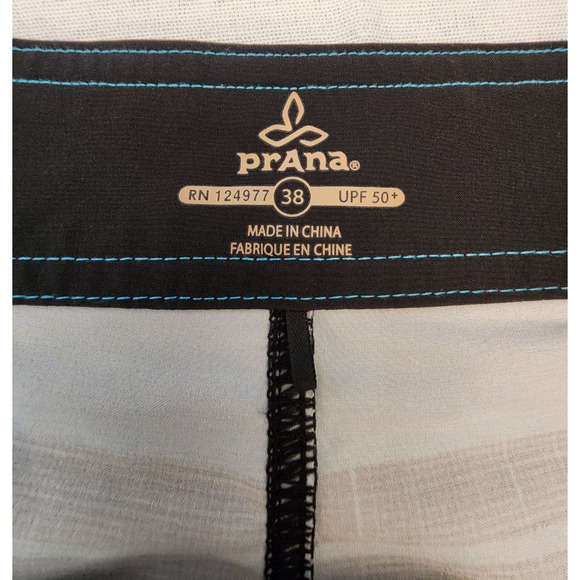 prAna®
RN 124977 38 UPF 50+
MADE IN CHINA
FABRIQUE EN CHINE